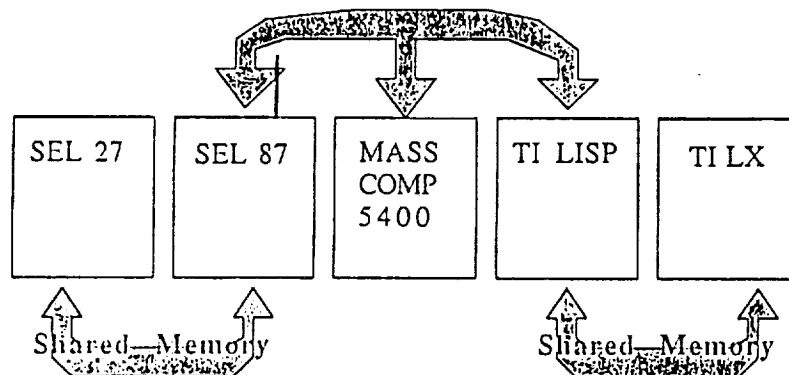 SEL 27
SEL 87
MASS
COMP
5400
TI LISP
TI LX
Shared—Memory
Shared—Memory